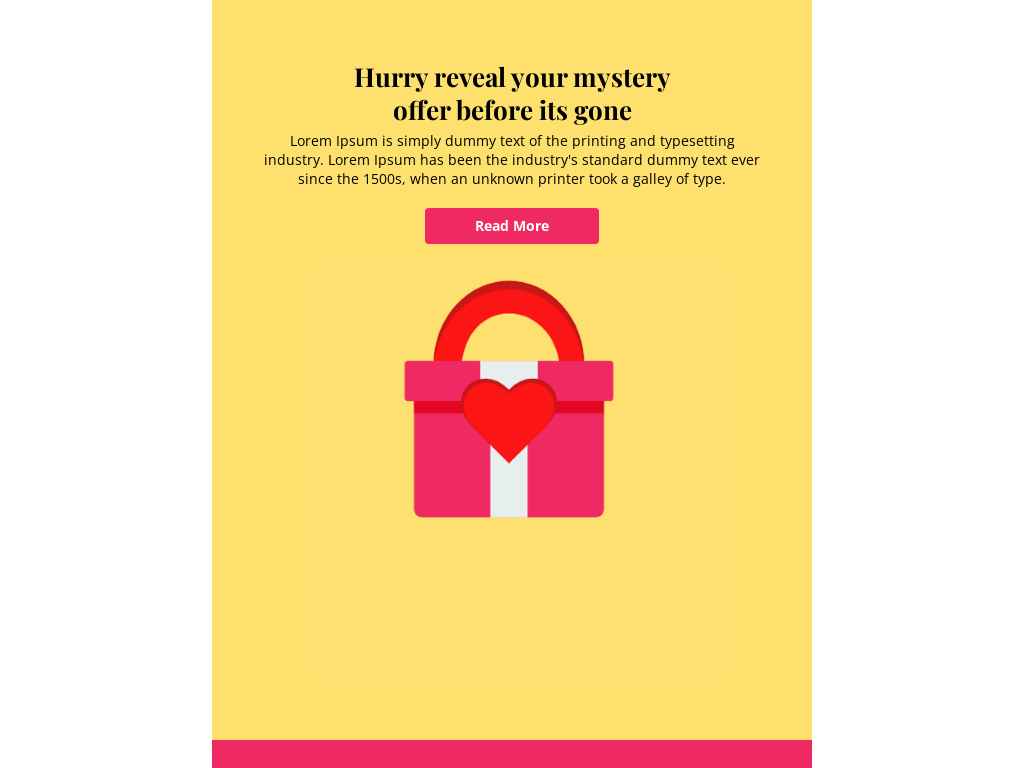 Hurry reveal your mystery
offer before its gone
Lorem Ipsum is simply dummy text of the printing and typesetting
industry. Lorem Ipsum has been the industry's standard dummy text ever
since the 1500s, when an unknown printer took a galley of type.
Read More